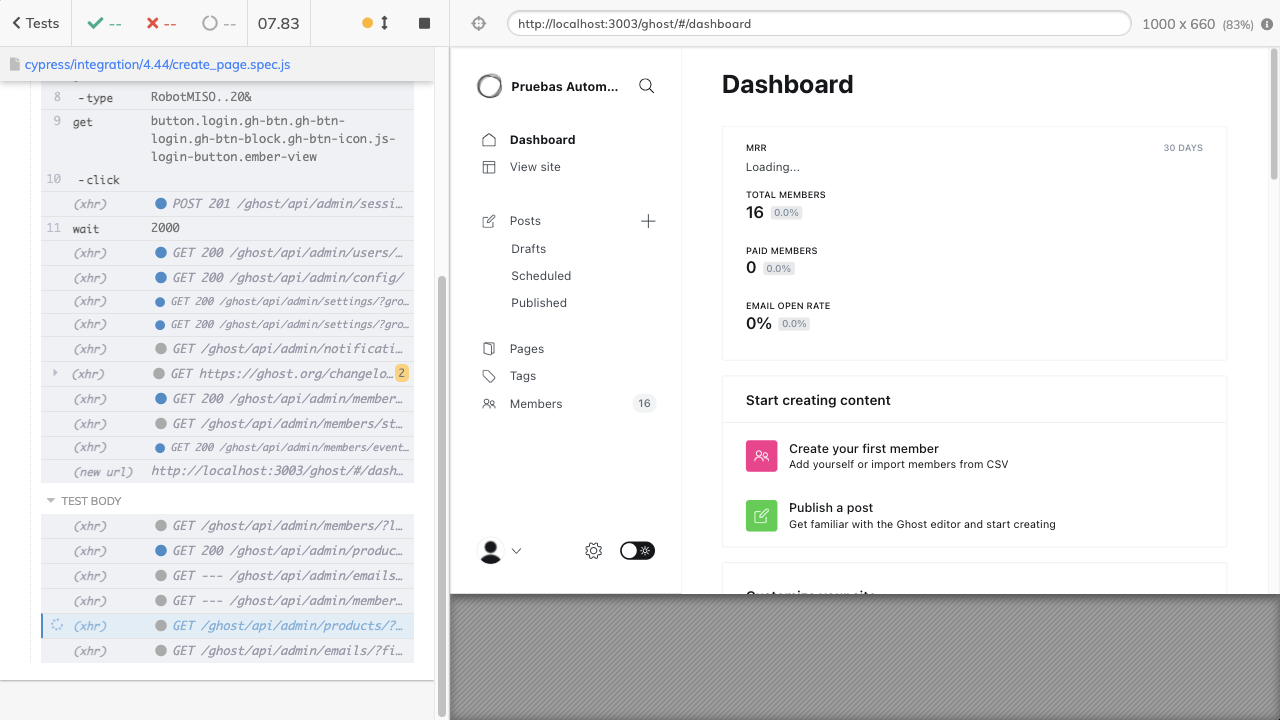 Tests
--
--
--
07.83
http://localhost:3003/ghost/#/dashboard
1000 x 660 (83%)
cypress/integration/4.44/create_page.spec.js
8 -type RobotMISO..20&
9 get button.login.gh-btn.gh-btn-
login.gh-btn-block.gh-btn-icon.js-
login-button.ember-view
10 -click
(xhr) POST 201 /ghost/api/admin/sessi…
11 wait 2000
(xhr) GET 200 /ghost/api/admin/users/…
(xhr) GET 200 /ghost/api/admin/config/
(xhr) GET 200 /ghost/api/admin/settings/?gro…
(xhr) GET 200 /ghost/api/admin/settings/?gro…
(xhr) GET /ghost/api/admin/notificati…
(xhr) GET https://ghost.org/changelo… 2
(xhr) GET 200 /ghost/api/admin/member…
(xhr) GET /ghost/api/admin/members/st…
(xhr) GET 200 /ghost/api/admin/members/event…
(new url) http://localhost:3003/ghost/#/dash…
TEST BODY
(xhr) GET /ghost/api/admin/members/?l…
(xhr) GET 200 /ghost/api/admin/produc…
(xhr) GET --- /ghost/api/admin/emails…
(xhr) GET --- /ghost/api/admin/member…
(xhr) GET /ghost/api/admin/products/?…
(xhr) GET /ghost/api/admin/emails/?fi…
Pruebas Autom...
Dashboard
View site
Posts
Drafts
Scheduled
Published
Pages
Tags
Members 16
Dashboard
MRR 30 DAYS
Loading...
TOTAL MEMBERS
16 0.0%
PAID MEMBERS
0 0.0%
EMAIL OPEN RATE
0% 0.0%
Start creating content
Create your first member
Add yourself or import members from CSV
Publish a post
Get familiar with the Ghost editor and start creating
Customize your site